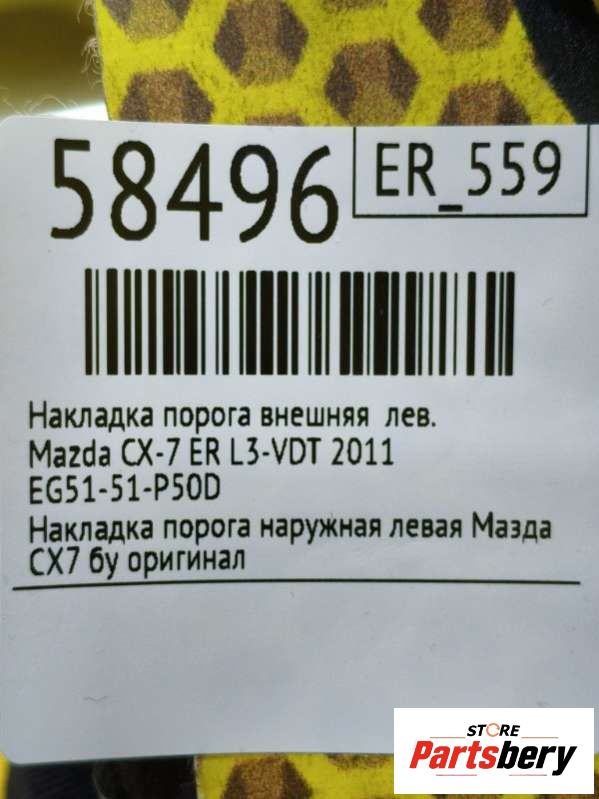 58496
ER_559
Накладка порога внешняя лев.
Mazda CX-7 ER L3-VDT 2011
EG51-51-P50D
Накладка порога наружная левая Мазда
СХ7 бу оригинал
STORE
Partsbery